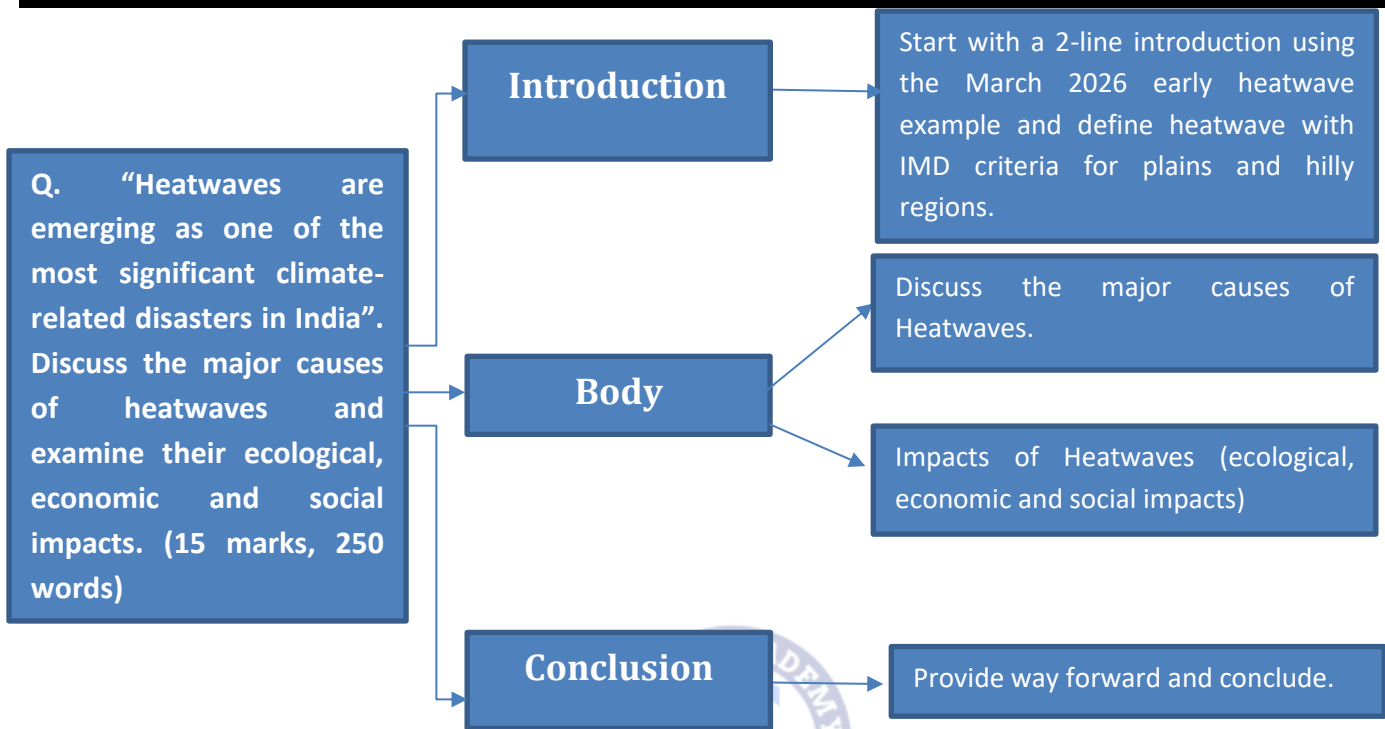 Introduction
Start with a 2-line introduction using
the March 2026 early heatwave
example and define heatwave with
IMD criteria for plains and hilly
regions.
Q. “Heatwaves are
emerging as one of the
most significant climate-
related disasters in India”.
Discuss the major causes
of heatwaves and
examine their ecological,
economic and social
impacts. (15 marks, 250
words)
Body
Discuss the major causes of
Heatwaves.
Impacts of Heatwaves (ecological,
economic and social impacts)
Conclusion
Provide way forward and conclude.